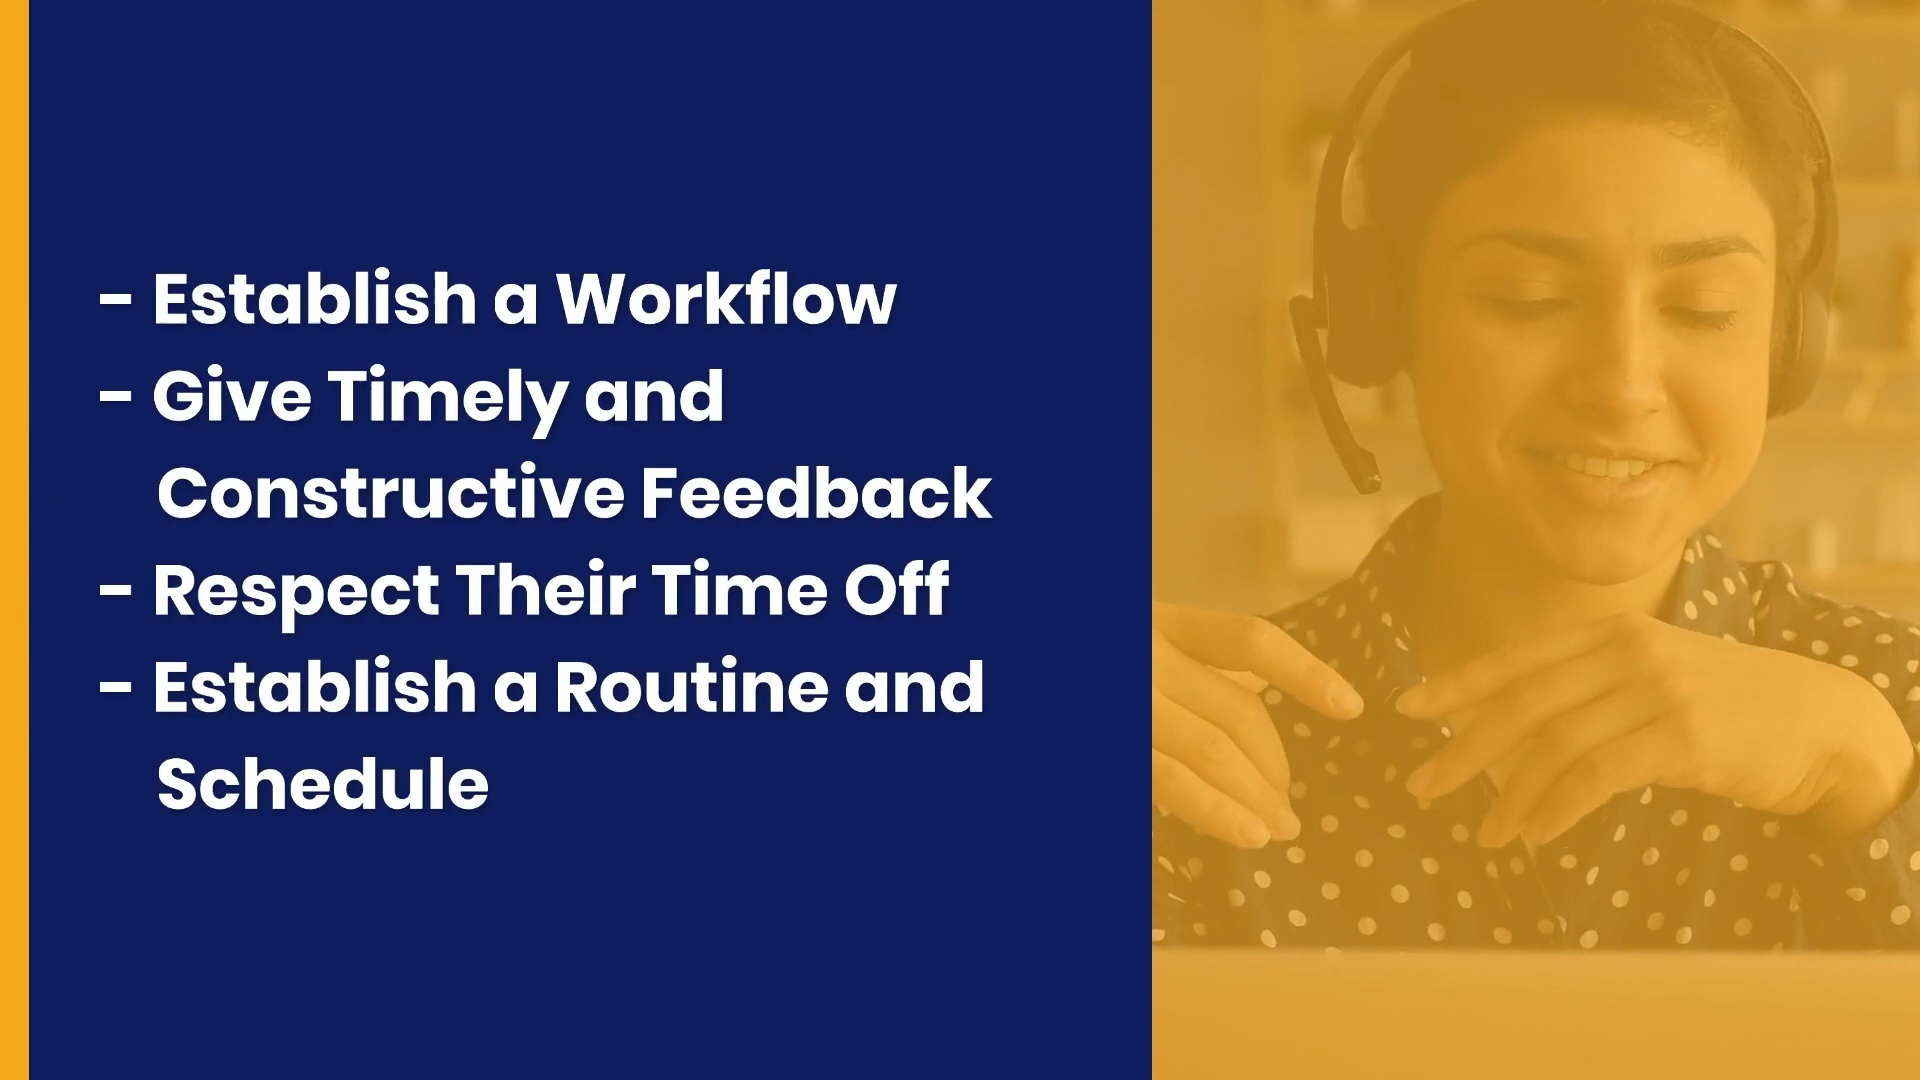 - Establish a Workflow
- Give Timely and
Constructive Feedback
- Respect Their Time Off
- Establish a Routine and
Schedule